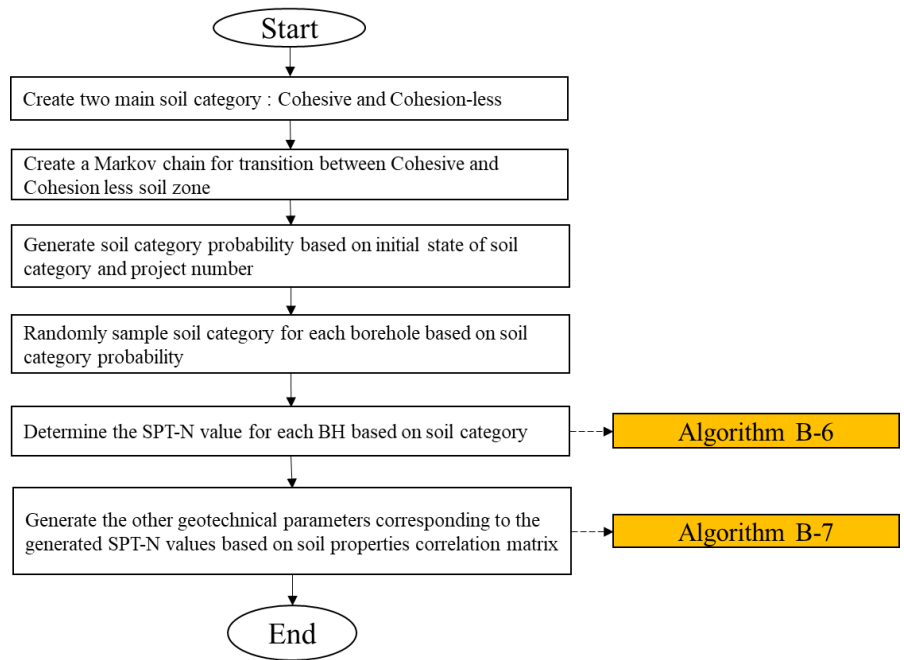 Start
Create two main soil category : Cohesive and Cohesion-less
Create a Markov chain for transition between Cohesive and
Cohesion less soil zone
Generate soil category probability based on initial state of soil
category and project number
Randomly sample soil category for each borehole based on soil
category probability
Determine the SPT-N value for each BH based on soil category
Algorithm B-6
Generate the other geotechnical parameters corresponding to the
generated SPT-N values based on soil properties correlation matrix
Algorithm B-7
End